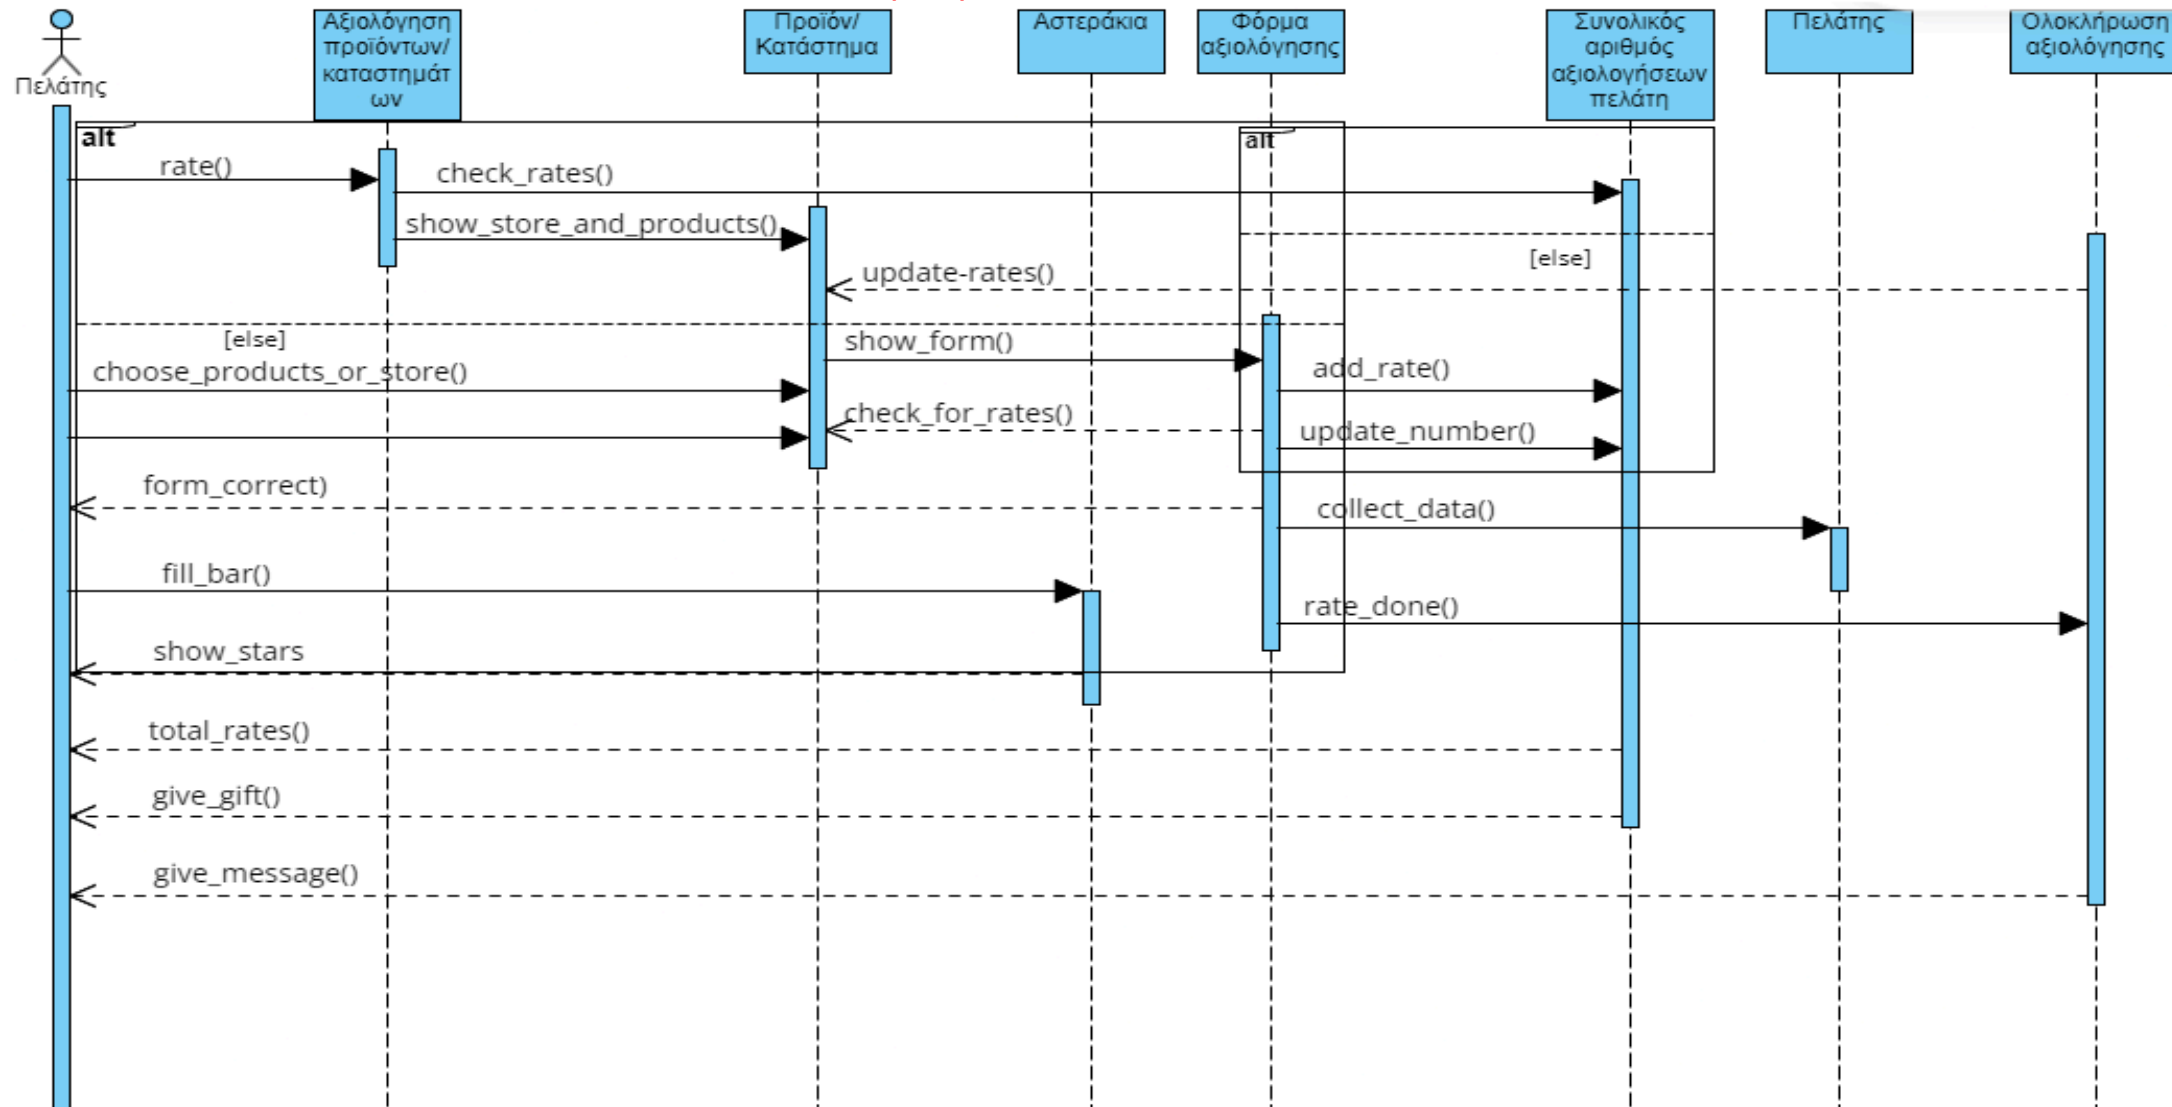 Πελάτης
Αξιολόγηση
προϊόντων/
καταστημάτ
ων
Προϊόν/
Κατάστημα
Αστεράκια
Φόρμα
αξιολόγησης
Συνολικός
αριθμός
αξιολογήσεων
πελάτη
Πελάτης
Ολοκλήρωση
αξιολόγησης
alt
alt
rate()
check_rates()
show_store_and_products()
[else]
update-rates()
[else]
show_form()
choose_products_or_store()
add_rate()
check_for_rates()
update_number()
form_correct)
collect_data()
fill_bar()
rate_done()
show_stars
total_rates()
give_gift()
give_message()